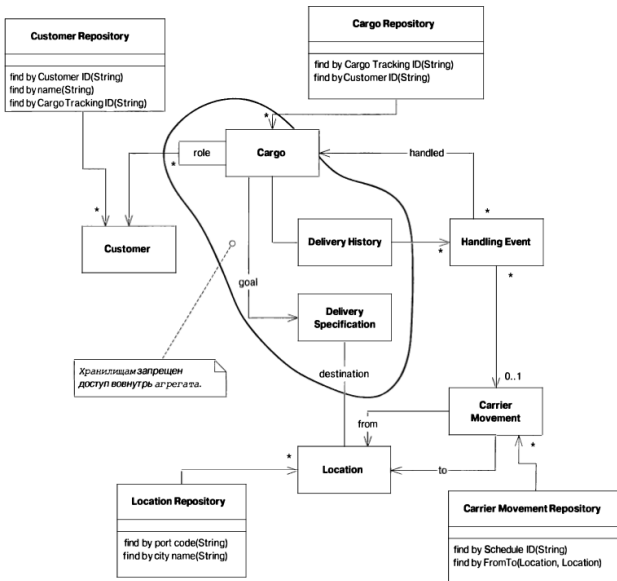 Customer Repository
find by Customer ID(String)
find by name(String)
find by Cargo Tracking ID(String)
Cargo Repository
find by Cargo Tracking ID(String)
find by Customer ID(String)
*
role
*
Cargo
handled
*
*
Customer
Delivery History
*
Handling Event
*
goal
Delivery
Specification
Хранилищам запрещен
доступ вовнутрь агрегата.
destination
0..1
Carrier
Movement
from
*
*
Location
to
Location Repository
find by port code(String)
find by city name(String)
Carrier Movement Repository
find by Schedule ID(String)
find by FromTo(Location, Location)